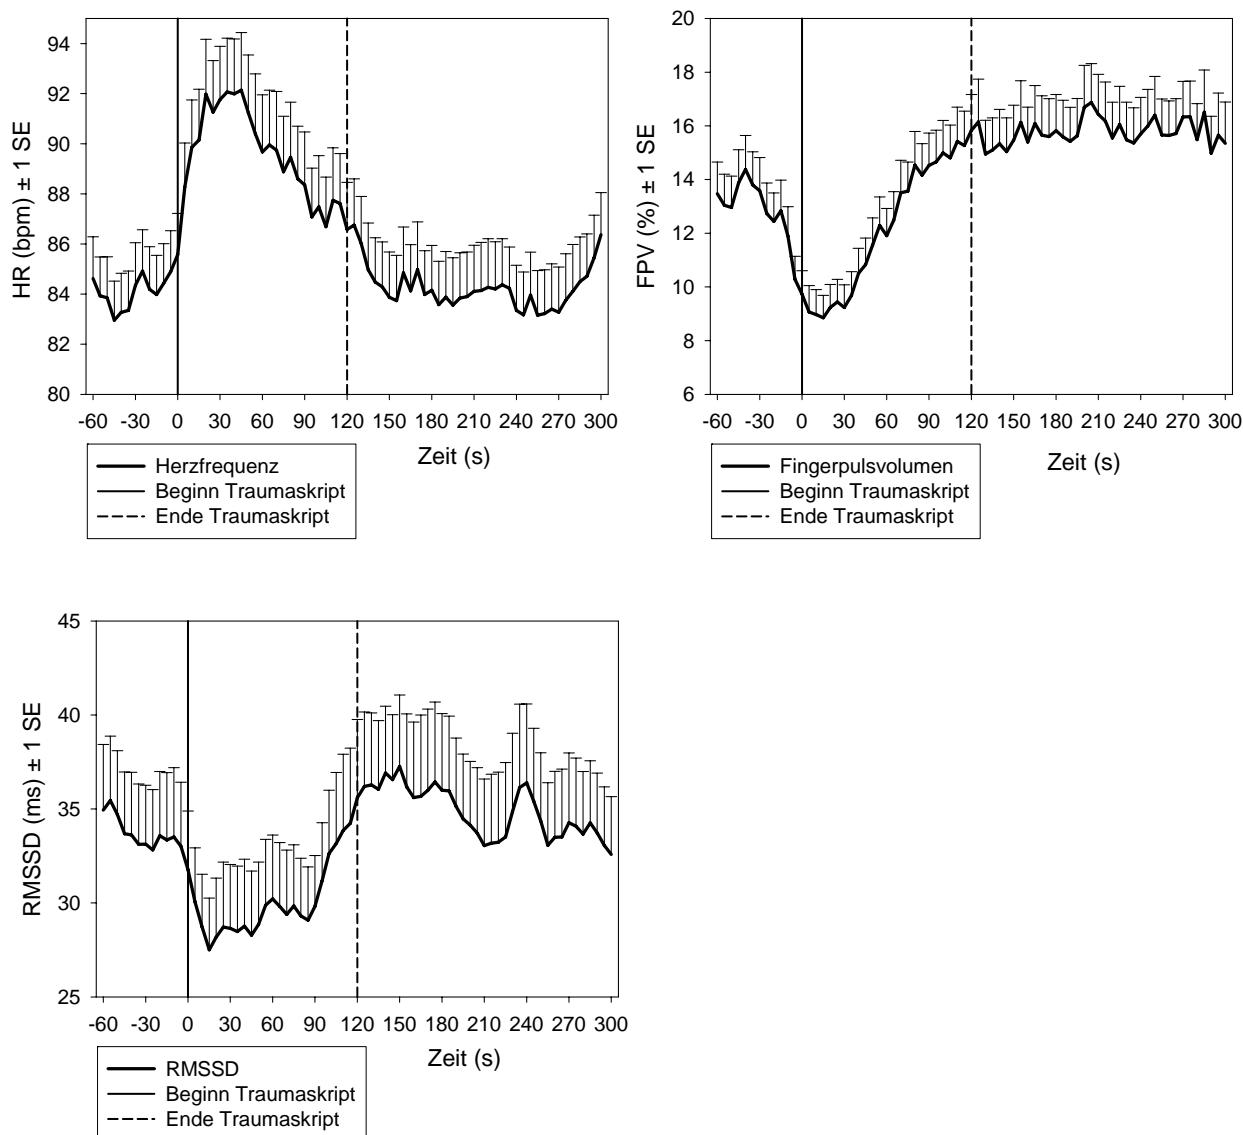 HR (bpm) ± 1 SE
94
92
90
88
86
84
82
80
-60 -30 0 30 60 90 120 150 180 210 240 270 300
Zeit (s)
Herzfrequenz
Beginn Traumaskript
Ende Traumaskript
FPV (%) ± 1 SE
20
18
16
14
12
10
8
6
-60 -30 0 30 60 90 120 150 180 210 240 270 300
Zeit (s)
Fingerpulsvolumen
Beginn Traumaskript
Ende Traumaskript
RMSSD (ms) ± 1 SE
45
40
35
30
25
-60 -30 0 30 60 90 120 150 180 210 240 270 300
Zeit (s)
RMSSD
Beginn Traumaskript
Ende Traumaskript